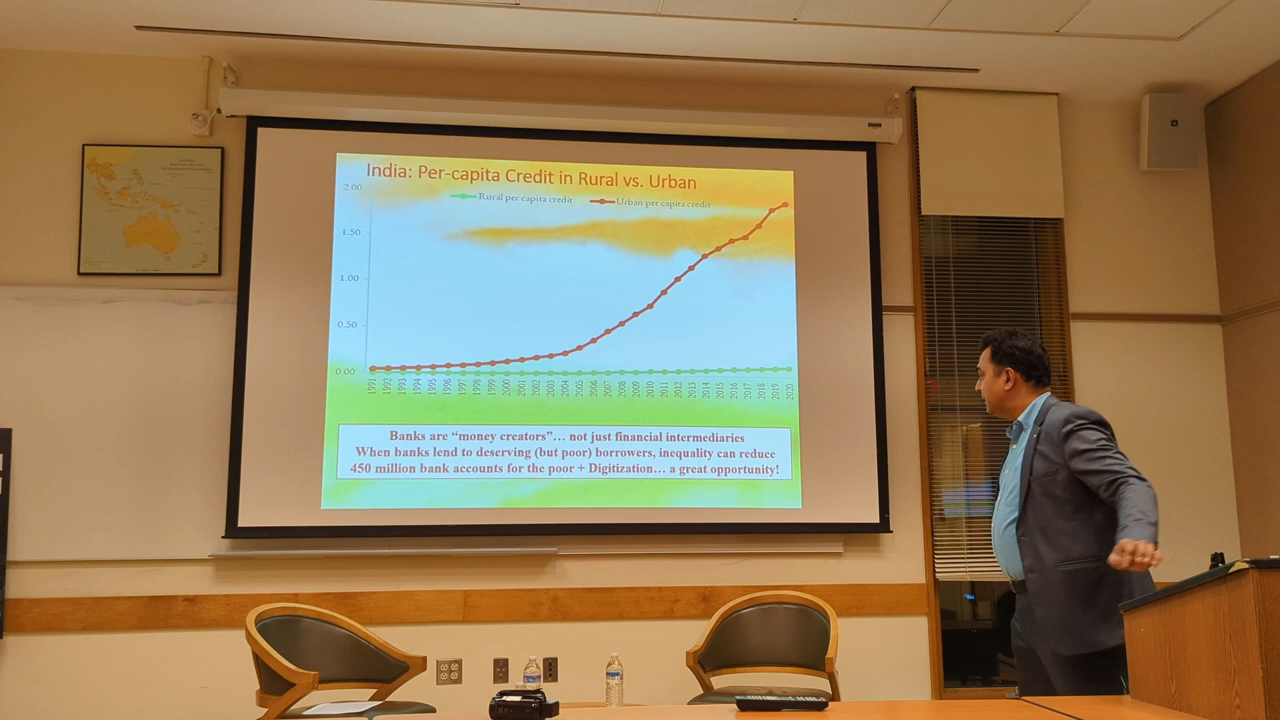 India: Per-capita Credit in Rural vs. Urban
Rural per capita credit Urban per capita credit
2.00
1.50
1.00
0.50
0.00
1991 1992 1993 1994 1995 1996 1997 1998 1999 2000 2001 2002 2003 2004 2005 2006 2007 2008 2009 2010 2011 2012 2013 2014 2015 2016 2017 2018 2019 2020
Banks are “money creators”… not just financial intermediaries
When banks lend to deserving (but poor) borrowers, inequality can reduce
450 million bank accounts for the poor + Digitization… a great opportunity!